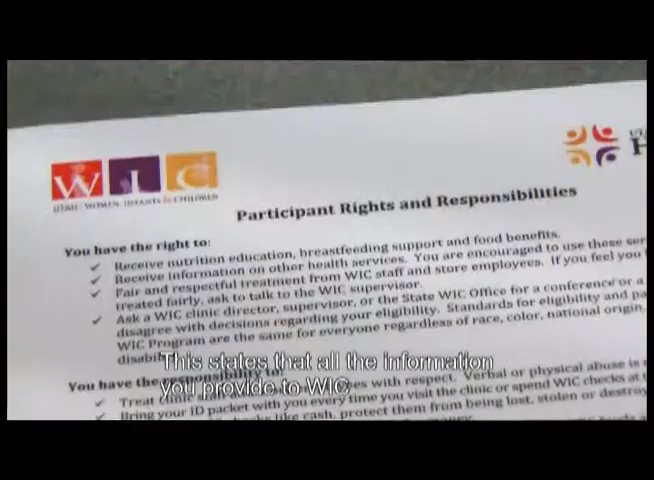 WIC
UTAH WOMEN, INFANTS & CHILDREN
Participant Rights and Responsibilities
You have the right to:
✓ Receive nutrition education, breastfeeding support and food benefits.
✓ Receive information on other health services. You are encouraged to use these
✓ Fair and respectful treatment from WIC staff and store employees. If you feel you
treated fairly, ask to talk to the WIC supervisor.
✓ Ask a WIC clinic director, supervisor, or the State WIC Office for a conference or a
disagree with decisions regarding your eligibility. Standards for eligibility and
WIC Program are the same for everyone regardless of race, color, national origin,
This states that all the information
you provide to WIC
You have the responsibility to:
✓ Treat clinic with respect. Verbal or physical abuse is
✓ Bring your ID packet with you every time you visit the clinic or spend WIC checks at
like cash, protect them from being lost, stolen or